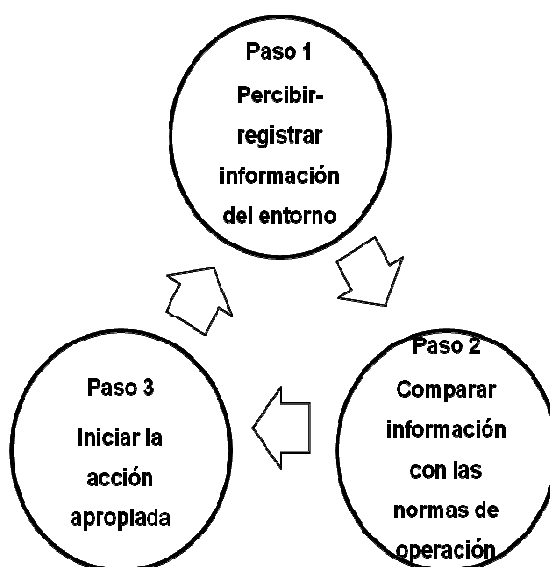 Paso 1
Percibir-
registrar
información
del entorno
Paso 2
Comparar
información
con las
normas de
operación
Paso 3
Iniciar la
acción
apropiada